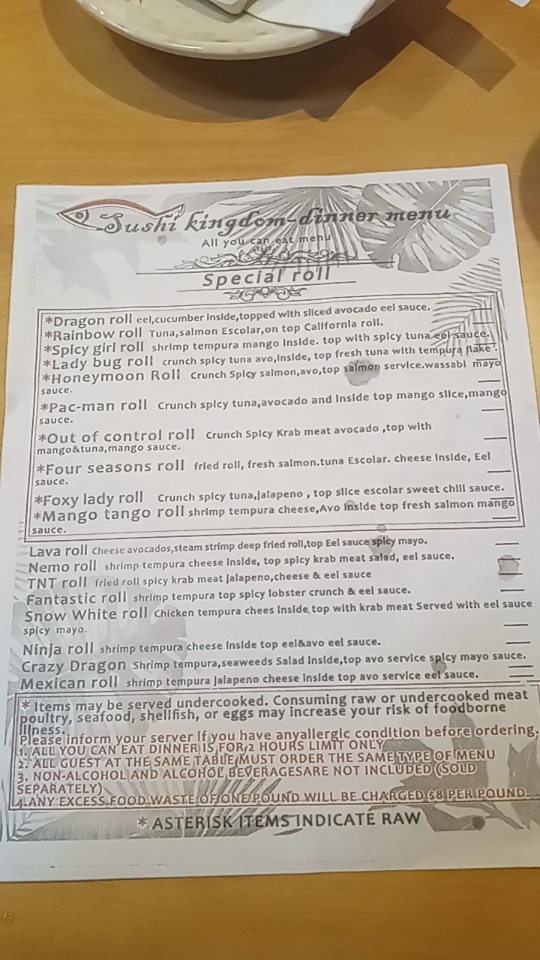 Sushi kingdom-dinner menu
All you can eat menu
Special roll
*Dragon roll eel,cucumber inside,topped with sliced avocado eel sauce.
*Rainbow roll Tuna,salmon Escolar,on top California roll.
*Spicy girl roll shrimp tempura mango inside. top with spicy tuna eel sauce.
*Lady bug roll crunch spicy tuna avo,inside, top fresh tuna with tempura flake.
*Honeymoon Roll Crunch Spicy salmon,avo,top salmon service.wassabi mayo
sauce.
*Pac-man roll Crunch spicy tuna,avocado and inside top mango slice,mango
sauce.
*Out of control roll Crunch Spicy Krab meat avocado ,top with
mango&tuna,mango sauce.
*Four seasons roll fried roll, fresh salmon.tuna Escolar. cheese inside, Eel
sauce.
*Foxy lady roll Crunch spicy tuna,jalapeno , top slice escolar sweet chili sauce.
*Mango tango roll shrimp tempura cheese,Avo inside top fresh salmon mango
sauce.
Lava roll Cheese avocados,steam strimp deep fried roll,top Eel sauce spicy mayo.
Nemo roll shrimp tempura cheese inside, top spicy krab meat salad, eel sauce.
TNT roll fried roll spicy krab meat jalapeno,cheese & eel sauce
Fantastic roll shrimp tempura top spicy lobster crunch & eel sauce.
Snow White roll Chicken tempura chees inside top with krab meat Served with eel sauce
spicy mayo.
Ninja roll shrimp tempura cheese inside top eel&avo eel sauce.
Crazy Dragon Shrimp tempura,seaweeds Salad inside,top avo service spicy mayo sauce.
Mexican roll shrimp tempura jalapeno cheese inside top avo service eel sauce.
* Items may be served undercooked. Consuming raw or undercooked meat
poultry, seafood, shellfish, or eggs may increase your risk of foodborne
illness.
Please inform your server if you have anyallergic condition before ordering.
1. ALL YOU CAN EAT DINNER IS FOR 2 HOURS LIMIT ONLY
2. ALL GUEST AT THE SAME TABLE MUST ORDER THE SAME TYPE OF MENU
3. NON-ALCOHOL AND ALCOHOL BEVERAGESARE NOT INCLUDED (SOLD
SEPARATELY)
4.ANY EXCESS FOOD WASTE OF ONE POUND WILL BE CHARGED $8 PER POUND.
* ASTERISK ITEMS INDICATE RAW